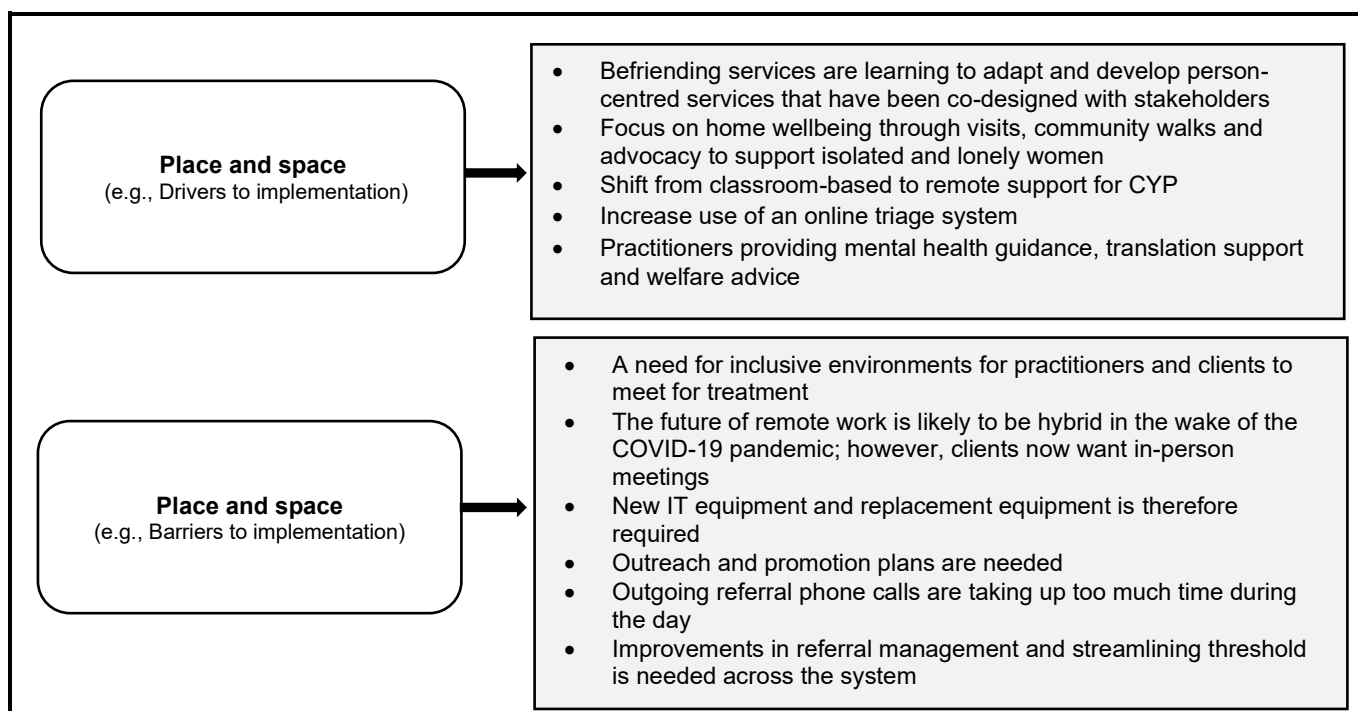 Place and space
(e.g., Drivers to implementation)
• Befriending services are learning to adapt and develop person-
centred services that have been co-designed with stakeholders
• Focus on home wellbeing through visits, community walks and
advocacy to support isolated and lonely women
• Shift from classroom-based to remote support for CYP
• Increase use of an online triage system
• Practitioners providing mental health guidance, translation support
and welfare advice
Place and space
(e.g., Barriers to implementation)
• A need for inclusive environments for practitioners and clients to
meet for treatment
• The future of remote work is likely to be hybrid in the wake of the
COVID-19 pandemic; however, clients now want in-person
meetings
• New IT equipment and replacement equipment is therefore
required
• Outreach and promotion plans are needed
• Outgoing referral phone calls are taking up too much time during
the day
• Improvements in referral management and streamlining threshold
is needed across the system